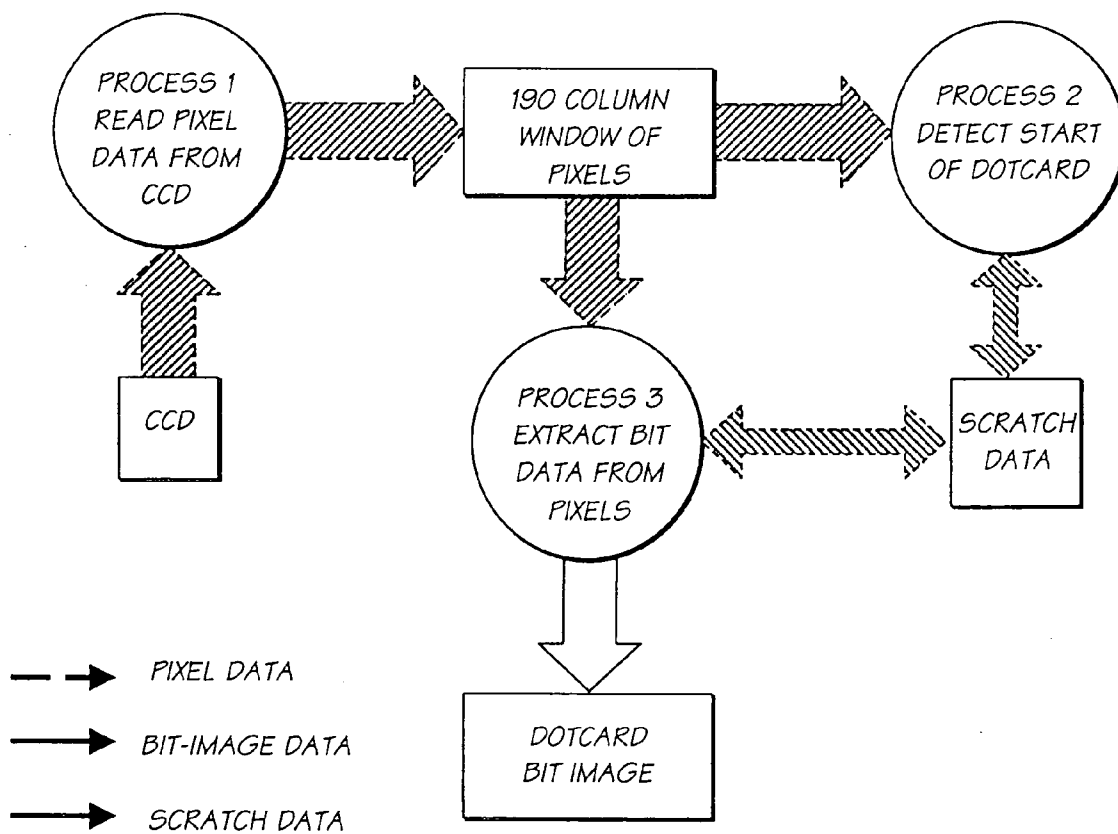 PROCESS 1
READ PIXEL
DATA FROM
CCD
190 COLUMN
WINDOW OF
PIXELS
PROCESS 2
DETECT START
OF DOTCARD
CCD
PROCESS 3
EXTRACT BIT
DATA FROM
PIXELS
SCRATCH
DATA
DOTCARD
BIT IMAGE
PIXEL DATA
BIT-IMAGE DATA
SCRATCH DATA